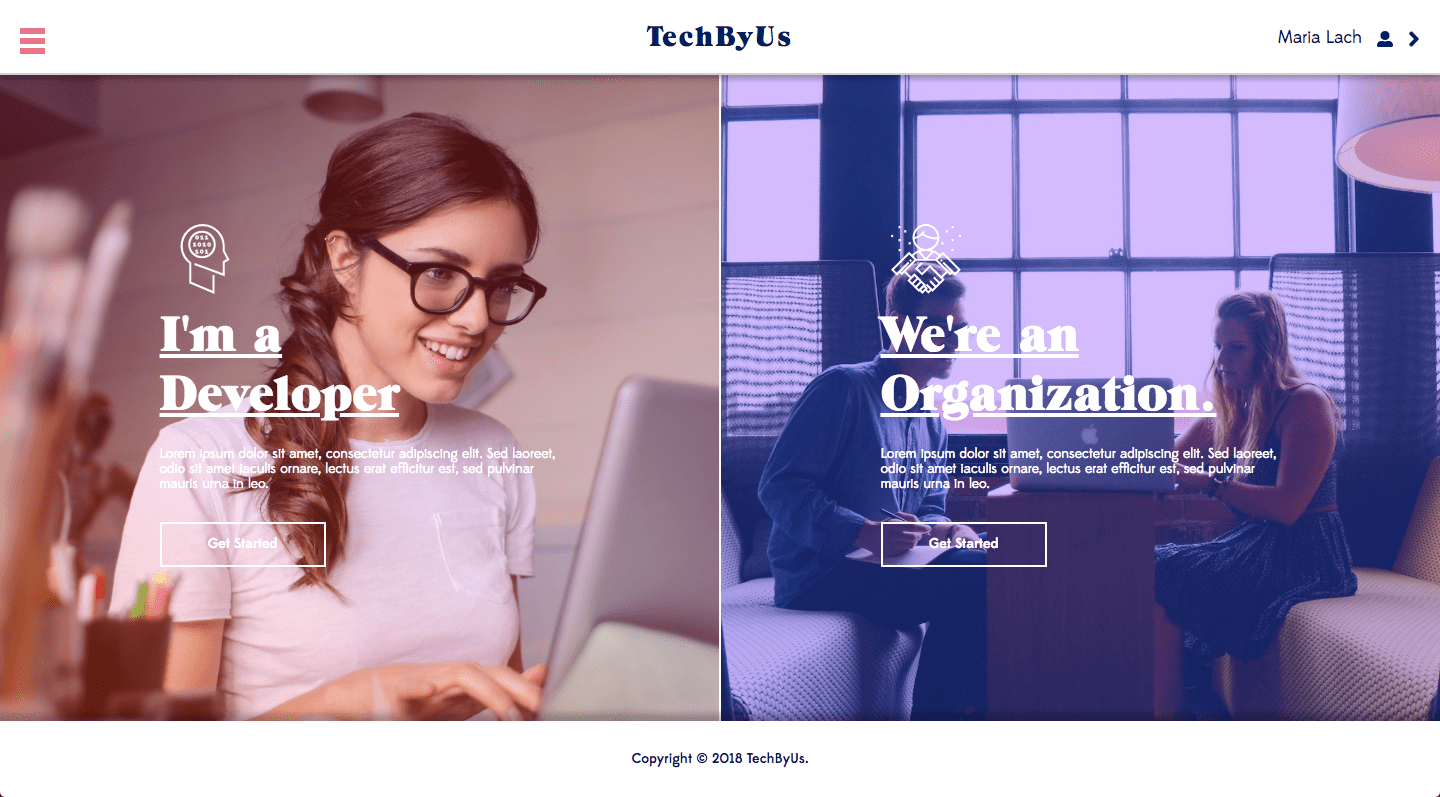 TechByUs
Maria Lach
011
1010
101
I'm a
Developer
Lorem ipsum dolor sit amet, consectetur adipiscing elit. Sed laoreet,
odio sit amet iaculis ornare, lectus erat efficitur est, sed pulvinar
mauris urna in leo.
Get Started
We're an
Organization.
Lorem ipsum dolor sit amet, consectetur adipiscing elit. Sed laoreet,
odio sit amet iaculis ornare, lectus erat efficitur est, sed pulvinar
mauris urna in leo.
Get Started
Copyright © 2018 TechByUs.